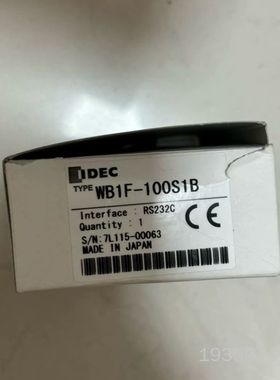 IDEC
TYPE WB1F-100S1B
Interface : RS232C
Quantity : 1
CE
S/N:7L115-00063
MADE IN JAPAN